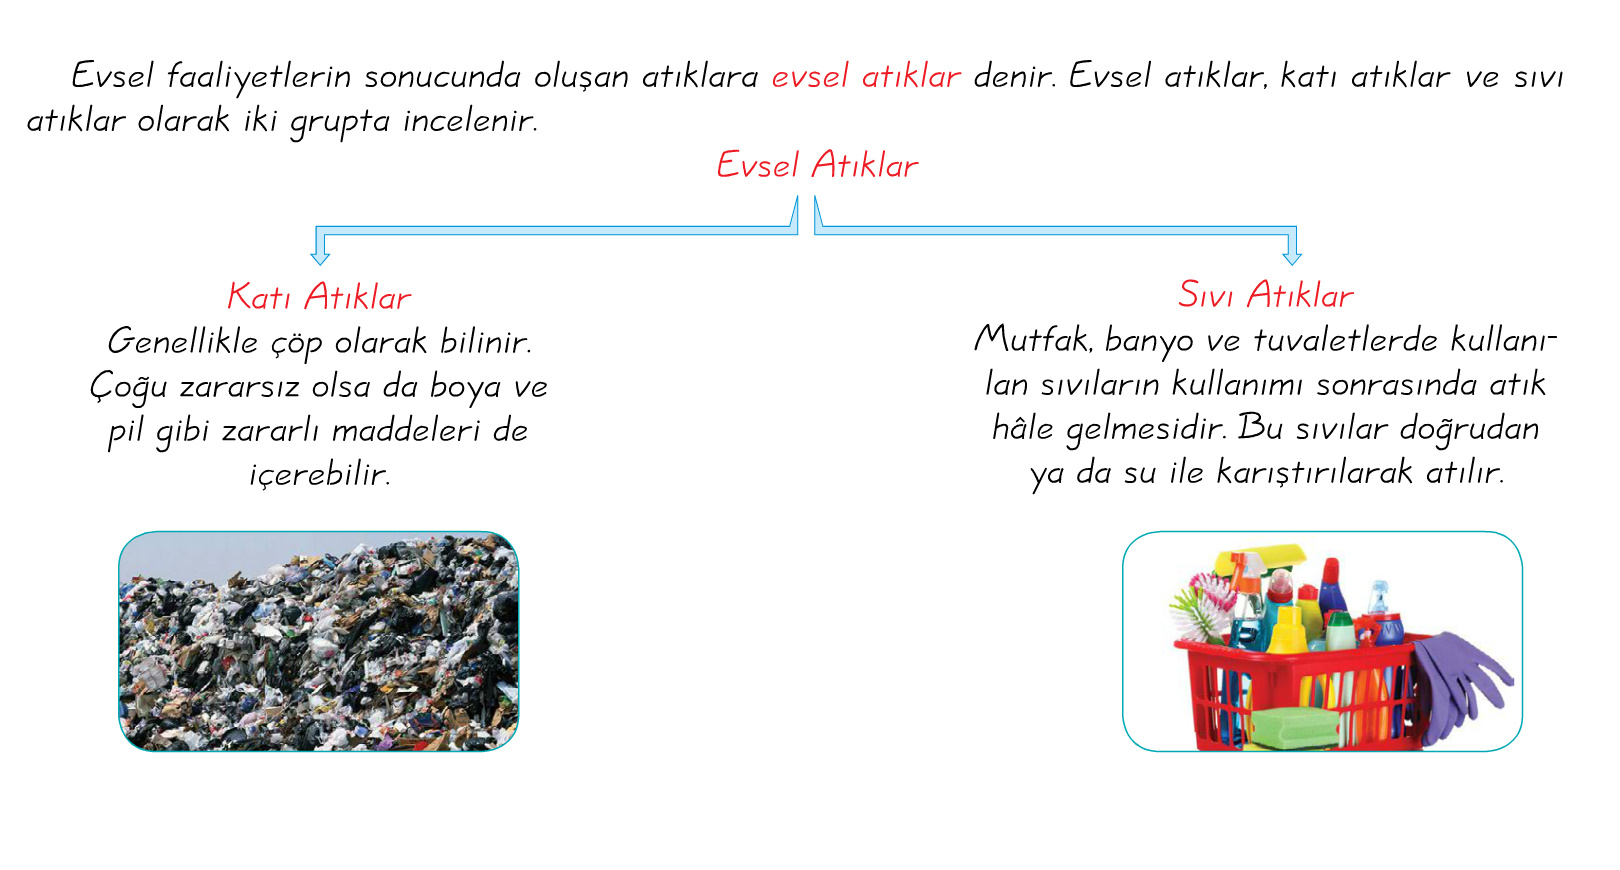 Evsel faaliyetlerin sonucunda oluşan atıklara evsel atıklar denir. Evsel atıklar, katı atıklar ve sıvı
atıklar olarak iki grupta incelenir.
Evsel Atıklar
Katı Atıklar
Genellikle çöp olarak bilinir.
Çoğu zararsız olsa da boya ve
pil gibi zararlı maddeleri de
içerebilir.
Sıvı Atıklar
Mutfak, banyo ve tuvaletlerde kullanı-
lan sıvıların kullanımı sonrasında atık
hâle gelmesidir. Bu sıvılar doğrudan
ya da su ile karıştırılarak atılır.